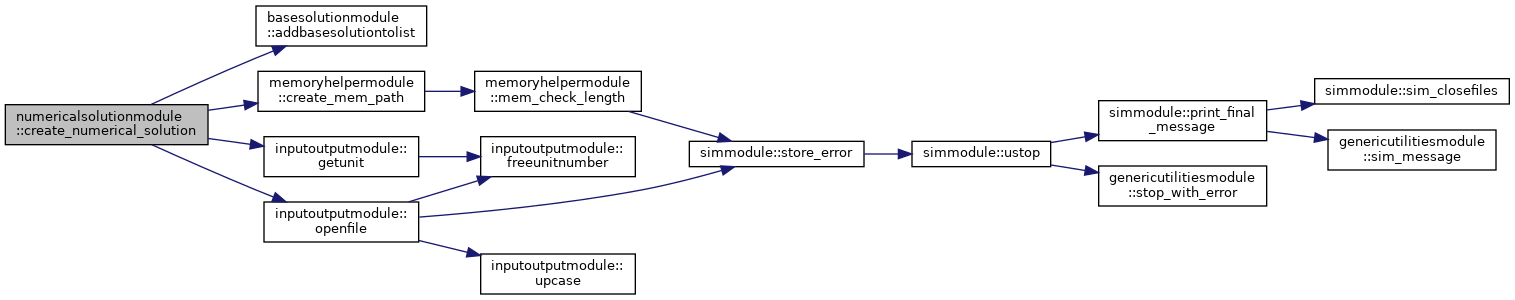 numericalsolutionmodule
::create_numerical_solution
basesolutionmodule
::addbasesolutiontolist
memoryhelpermodule
::create_mem_path
inputoutputmodule::
getunit
inputoutputmodule::
openfile
memoryhelpermodule
::mem_check_length
inputoutputmodule::
freeunitnumber
inputoutputmodule::
upcase
simmodule::store_error
simmodule::ustop
simmodule::print_final
_message
genericutilitiesmodule
::stop_with_error
simmodule::sim_closefiles
genericutilitiesmodule
::sim_message